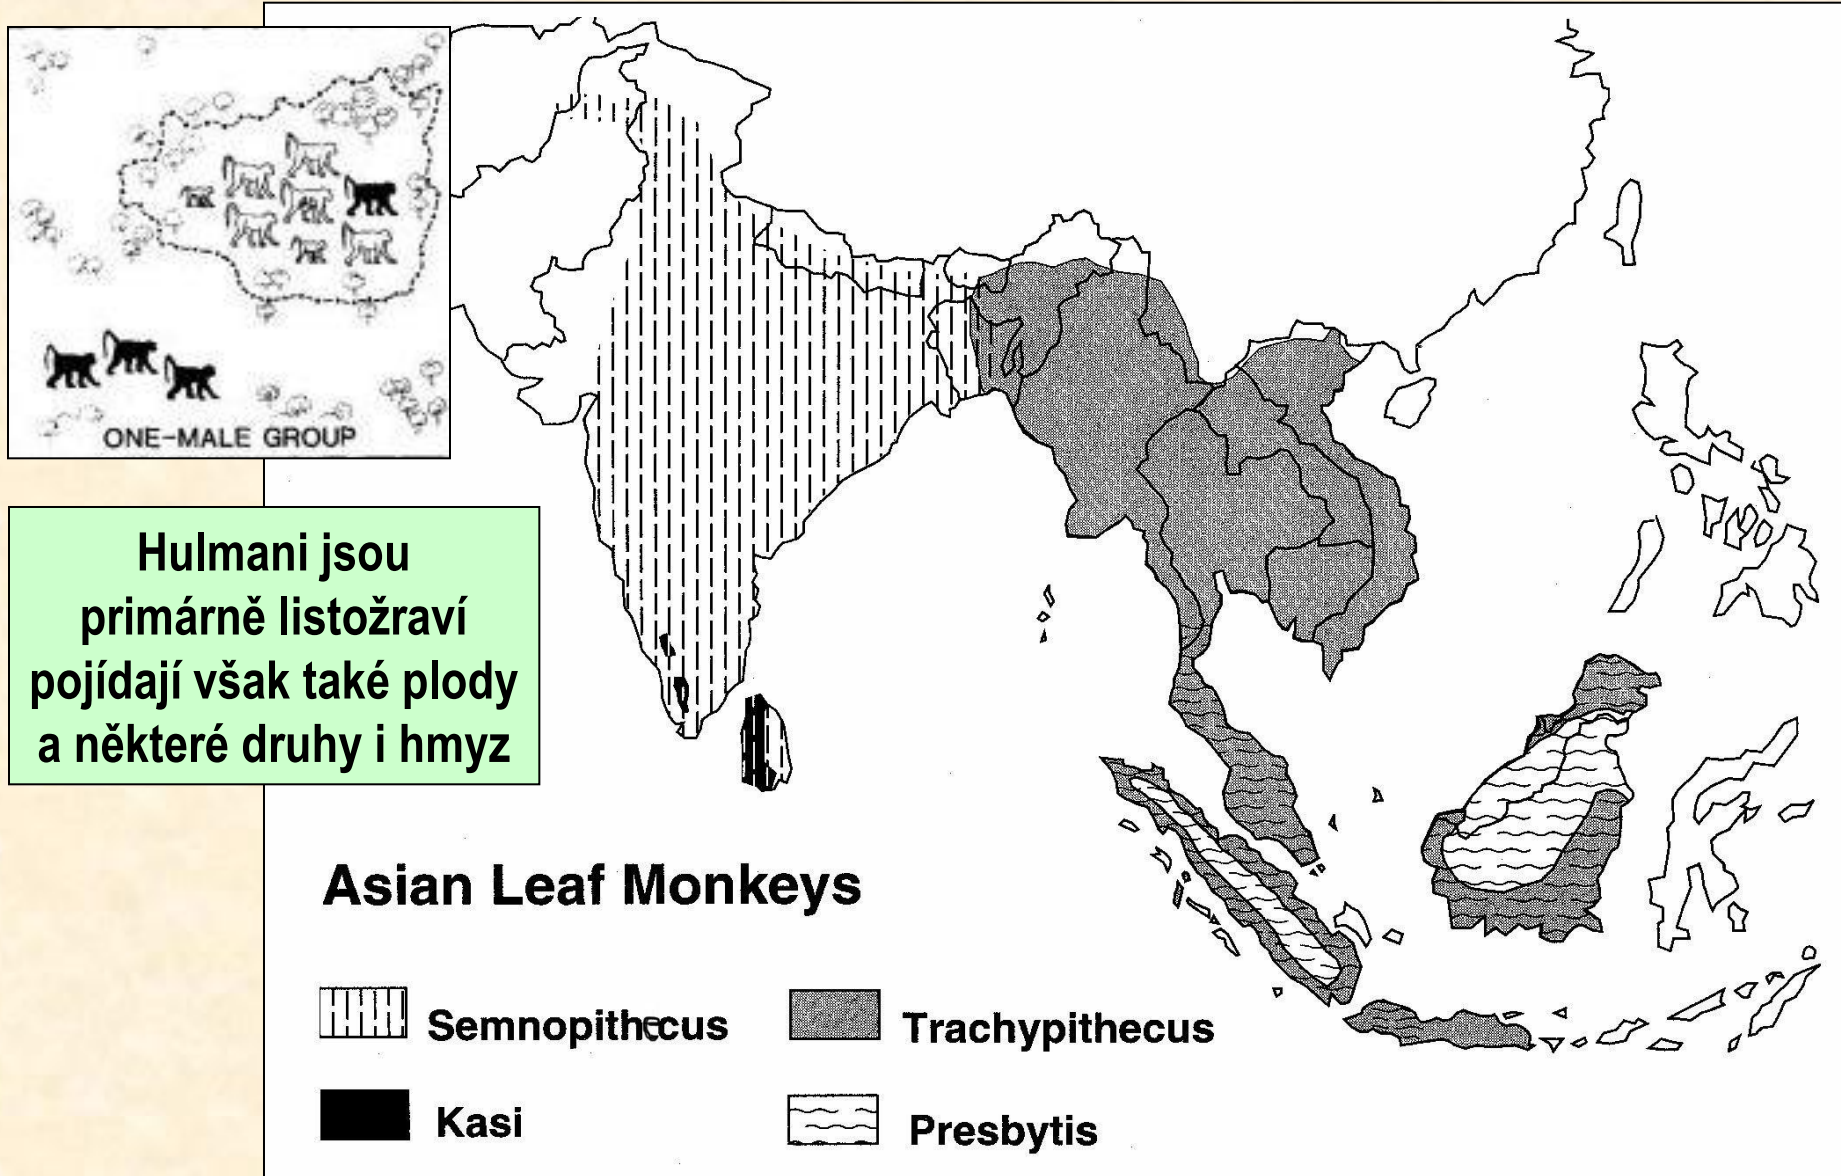 ONE-MALE GROUP
Hulmani jsou
primárně listožraví
pojídají však také plody
a některé druhy i hmyz
Asian Leaf Monkeys
Semnopithecus
Trachypithecus
Kasi
Presbytis